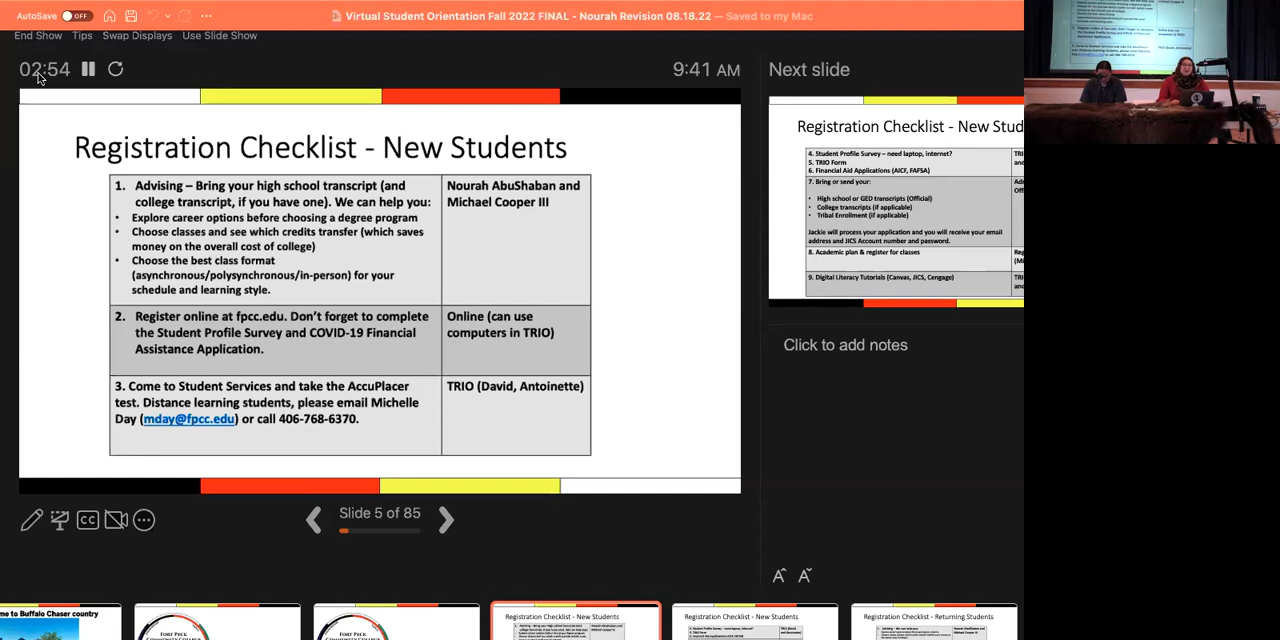 AutoSave OFF
Virtual Student Orientation Fall 2022 FINAL - Nourah Revision 08.18.22 — Saved to my Mac
End Show Tips Swap Displays Use Slide Show
02:54
9:41 AM
Next slide
Registration Checklist - New Students
1. Advising – Bring your high school transcript (and
college transcript, if you have one). We can help you:
• Explore career options before choosing a degree program
• Choose classes and see which credits transfer (which saves
money on the overall cost of college)
• Choose the best class format
(asynchronous/polysynchronous/in-person) for your
schedule and learning style.
Nourah AbuShaban and
Michael Cooper III
2. Register online at fpcc.edu. Don't forget to complete
the Student Profile Survey and COVID-19 Financial
Assistance Application.
Online (can use
computers in TRIO)
3. Come to Student Services and take the AccuPlacer
test. Distance learning students, please email Michelle
Day (mday@fpcc.edu) or call 406-768-6370.
TRIO (David, Antoinette)
Registration Checklist - New Stud
4. Student Profile Survey – need laptop, internet?
5. TRIO Form
6. Financial Aid Applications (AICF, FAFSA)
7. Bring or send your:
• High school or GED transcripts (Official)
• College transcripts (if applicable)
• Tribal Enrollment (if applicable)
Jackie will process your application and you will receive your email
address and JICS Account number and password.
8. Academic plan & register for classes
9. Digital Literacy Tutorials (Canvas, JICS, Cengage)
Click to add notes
CC
Slide 5 of 85
me to Buffalo Chaser country
FORT PECK
FORT PECK
Registration Checklist - New Students
Registration Checklist - New Students
Registration Checklist - Returning Students